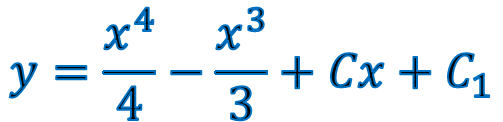 y = x⁴/4 − x³/3 + Cx + C₁